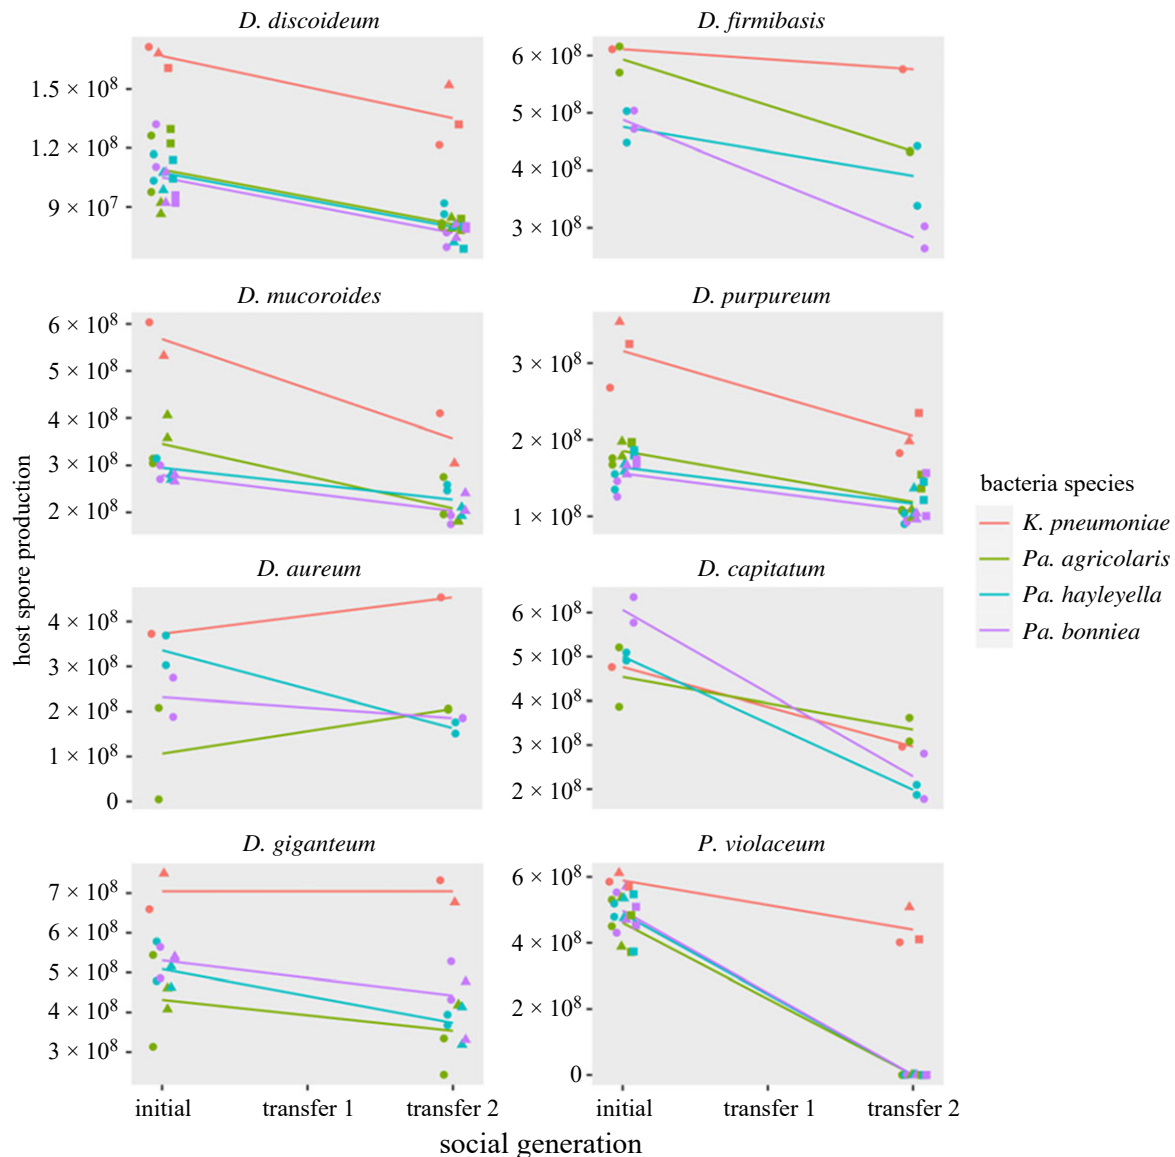 D. discoideum
1.5 × 10⁸
1.2 × 10⁸
9 × 10⁷
D. firmibasis
6 × 10⁸
5 × 10⁸
4 × 10⁸
3 × 10⁸
D. mucoroides
6 × 10⁸
5 × 10⁸
4 × 10⁸
3 × 10⁸
2 × 10⁸
D. purpureum
3 × 10⁸
2 × 10⁸
1 × 10⁸
host spore production
D. aureum
4 × 10⁸
3 × 10⁸
2 × 10⁸
1 × 10⁸
0
D. capitatum
6 × 10⁸
5 × 10⁸
4 × 10⁸
3 × 10⁸
2 × 10⁸
D. giganteum
7 × 10⁸
6 × 10⁸
5 × 10⁸
4 × 10⁸
3 × 10⁸
initial transfer 1 transfer 2
P. violaceum
6 × 10⁸
4 × 10⁸
2 × 10⁸
0
initial transfer 1 transfer 2
social generation
bacteria species
K. pneumoniae
Pa. agricolaris
Pa. hayleyella
Pa. bonniea